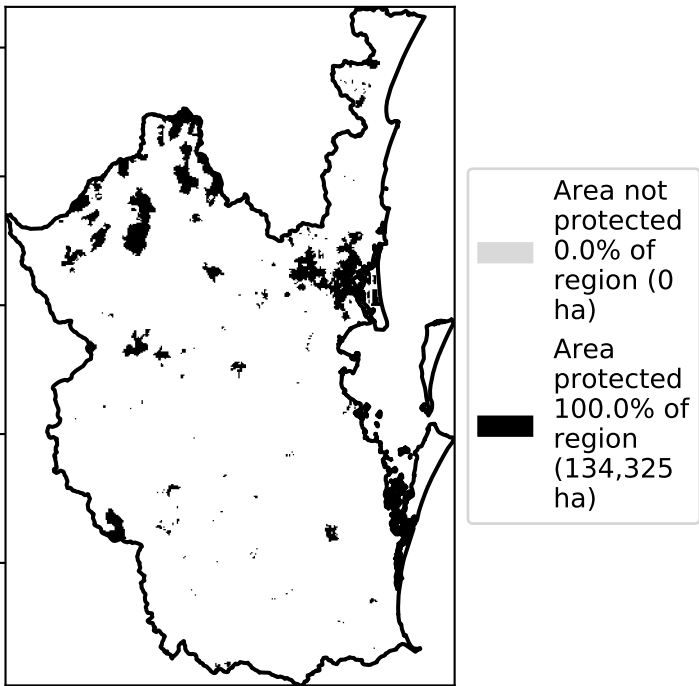 Area not
protected
0.0% of
region (0
ha)
Area
protected
100.0% of
region
(134,325
ha)